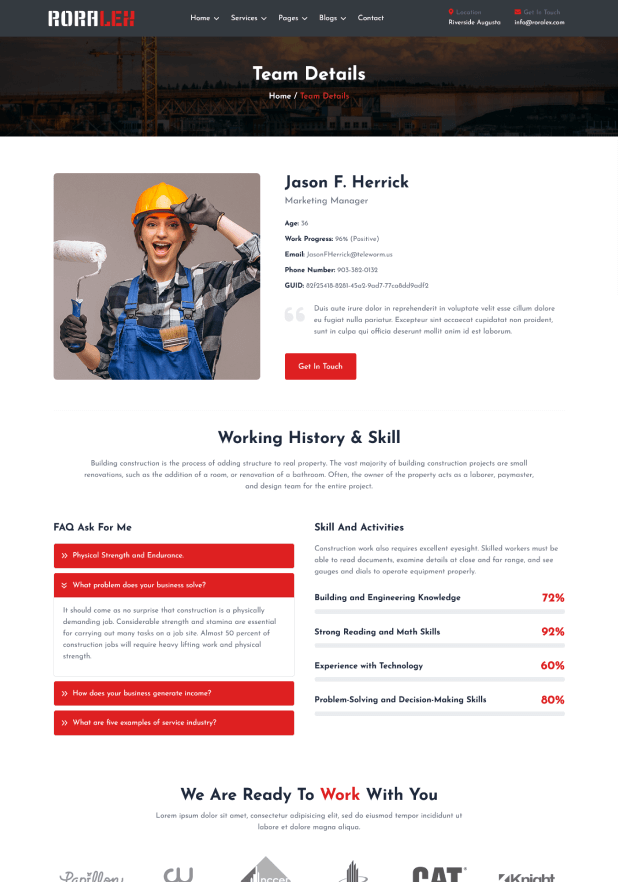 RORALEX
Home Services Pages Blogs Contact
Location
Riverside Augusta
Get In Touch
info@roralex.com
Team Details
Home / Team Details
Jason F. Herrick
Marketing Manager
Age: 36
Work Progress: 96% (Positive)
Email: JasonFHerrick@teleworm.us
Phone Number: 903-382-0132
GUID:
Duis aute irure dolor in reprehenderit in voluptate velit esse cillum dolore
eu fugiat nulla pariatur. Excepteur sint occaecat cupidatat non proident,
sunt in culpa qui officia deserunt mollit anim id est laborum.
Get In Touch
Working History & Skill
Building construction is the process of adding structure to real property. The vast majority of building construction projects are small
renovations, such as the addition of a room, or renovation of a bathroom. Often, the owner of the property acts as a laborer, paymaster,
and design team for the entire project.
FAQ Ask For Me
Physical Strength and Endurance.
What problem does your business solve?
It should come as no surprise that construction is a physically
demanding job. Considerable strength and stamina are essential
for carrying out many tasks on a job site. Almost 50 percent of
construction jobs will require heavy lifting work and physical
strength.
How does your business generate income?
What are five examples of service industry?
Skill And Activities
Construction work also requires excellent eyesight. Skilled workers must be
able to read documents, examine details at close and far range, and see
gauges and dials to operate equipment properly.
Building and Engineering Knowledge 72%
Strong Reading and Math Skills 92%
Experience with Technology 60%
Problem-Solving and Decision-Making Skills 80%
We Are Ready To Work With You
Lorem ipsum dolor sit amet, consectetur adipisicing elit, sed do eiusmod tempor incididunt ut
labore et dolore magna aliqua.
Papillory CAT Knight